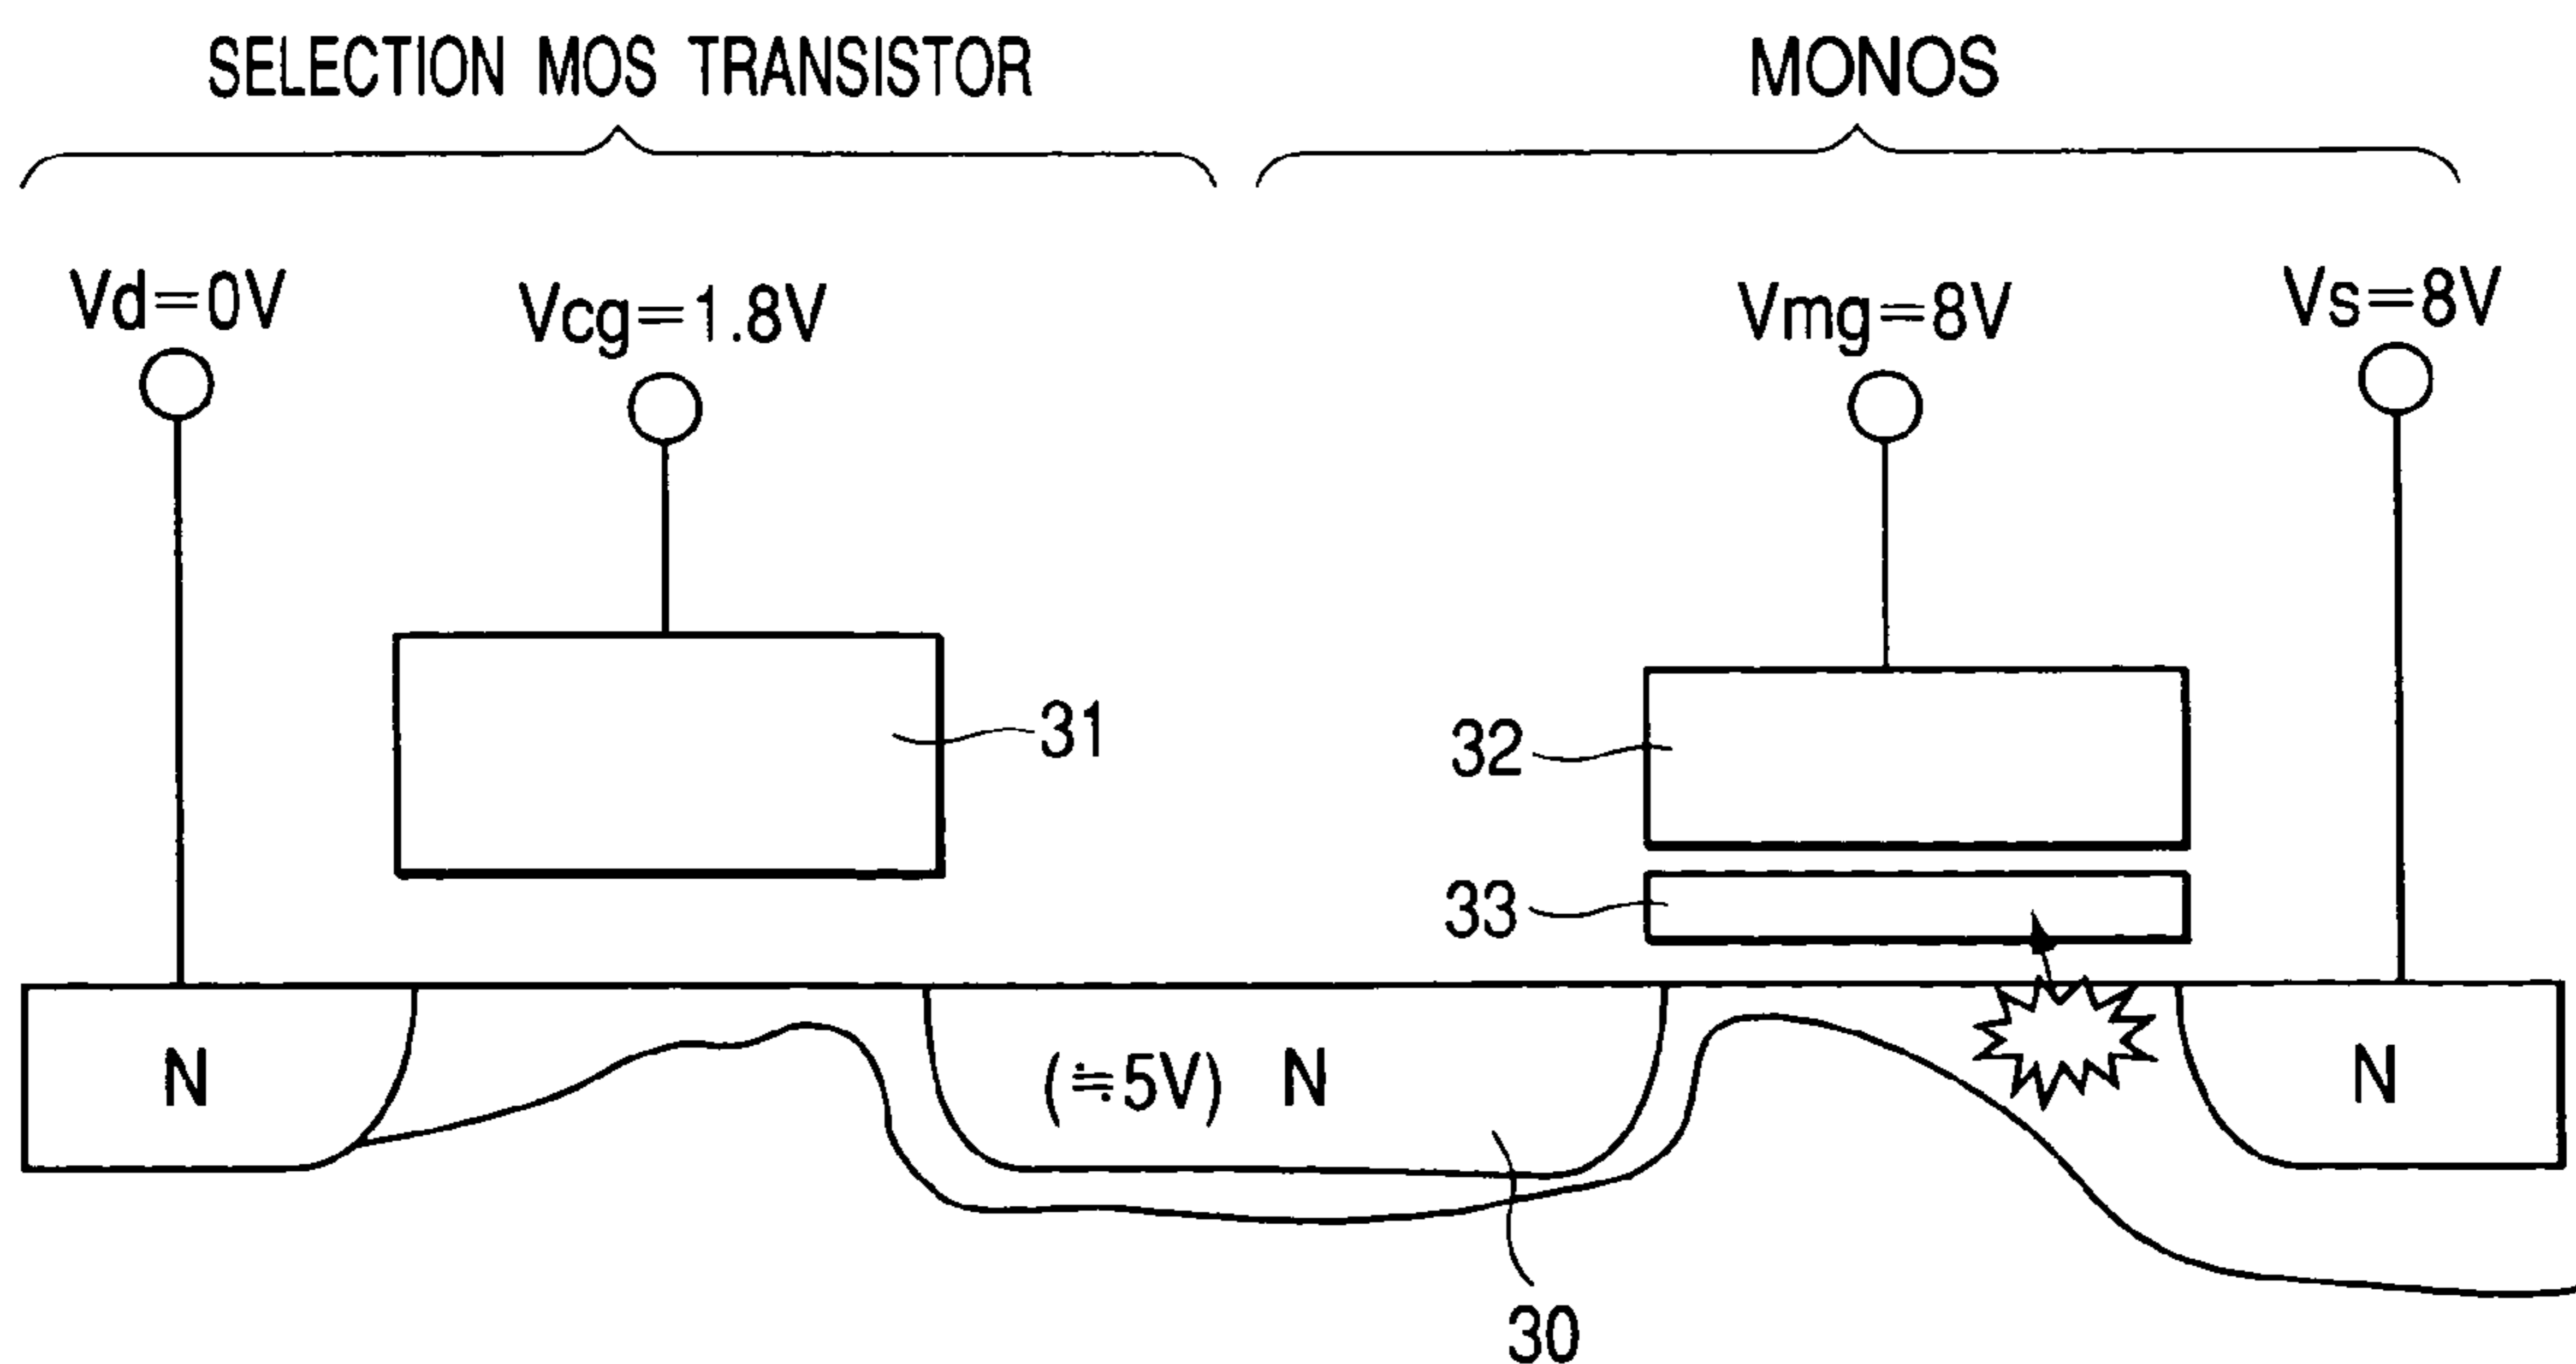 SELECTION MOS TRANSISTOR
MONOS
Vd=0V
Vcg=1.8V
Vmg=8V
Vs=8V
31
32
33
N
(≒5V) N
N
30